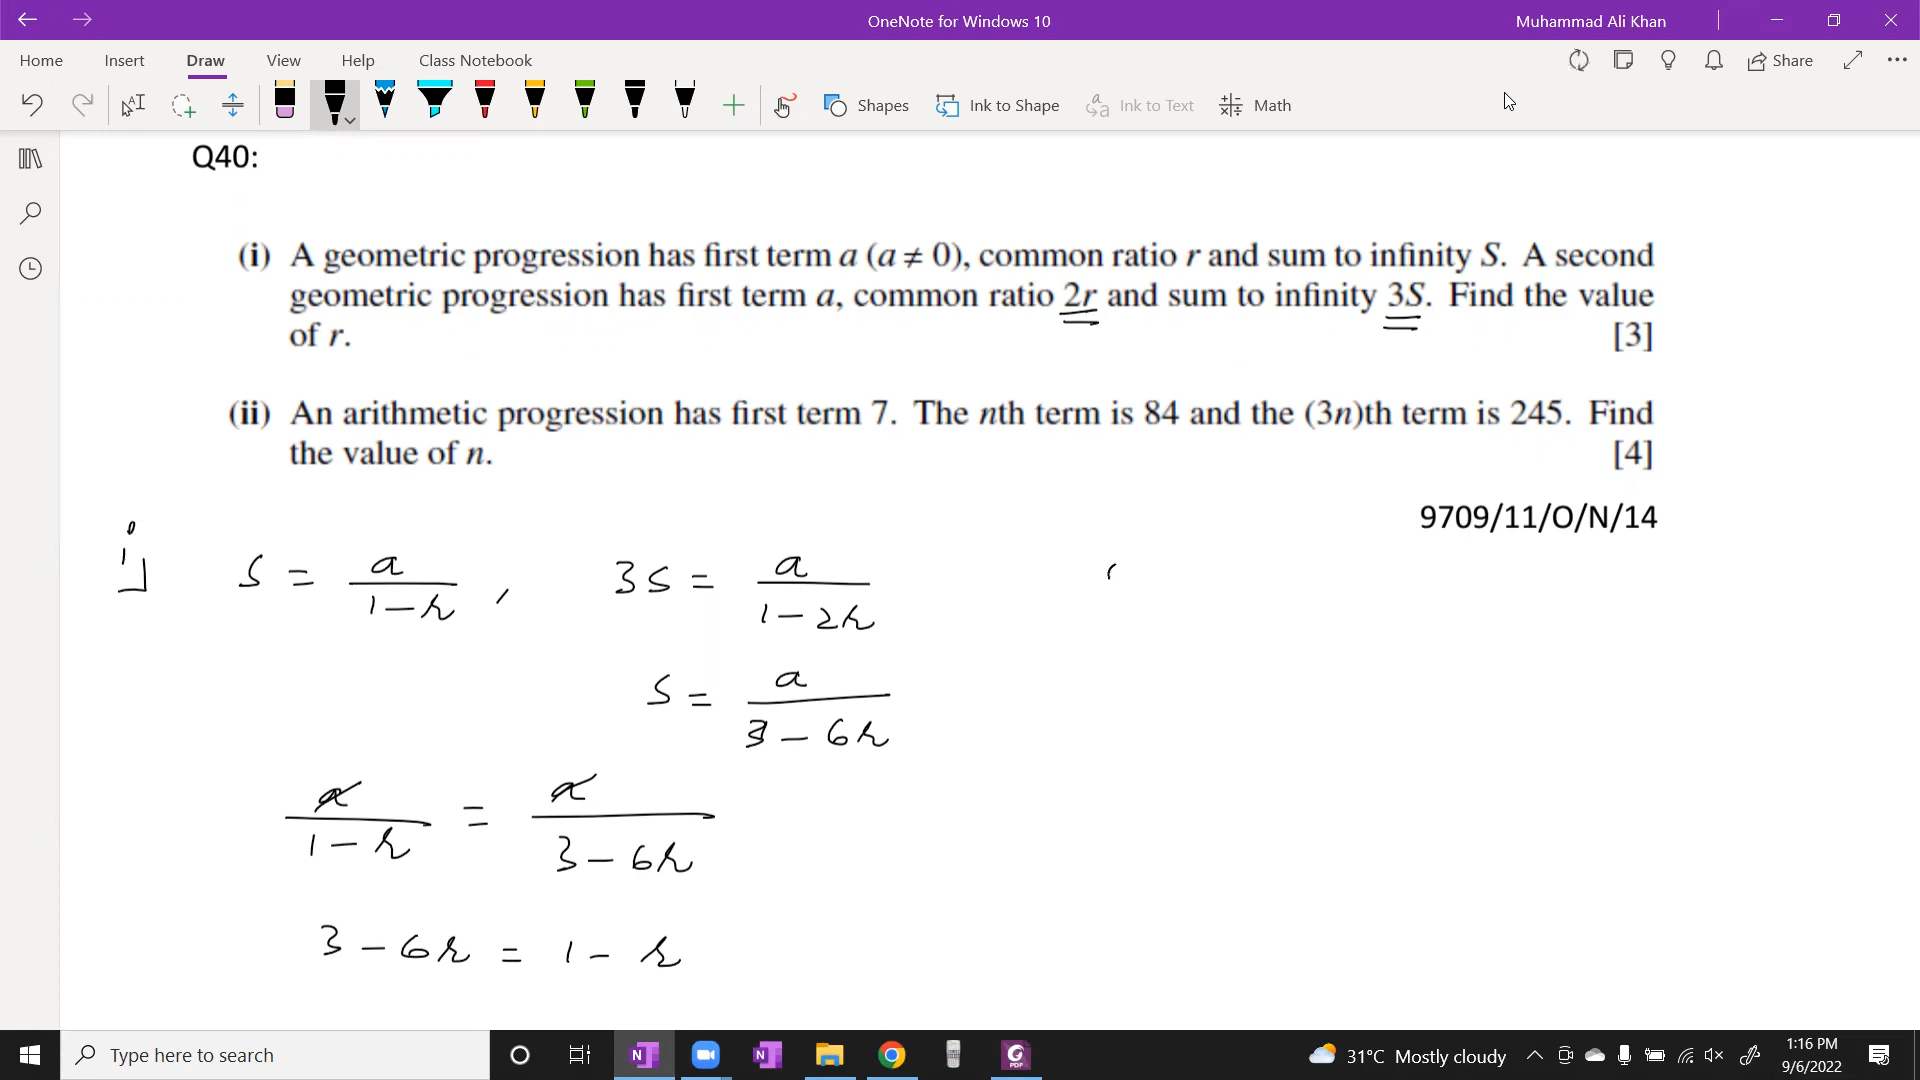 OneNote for Windows 10
Muhammad Ali Khan
Home Insert Draw View Help Class Notebook
Share
Shapes Ink to Shape Ink to Text Math
Q40:
(i) A geometric progression has first term a (a ≠ 0), common ratio r and sum to infinity S. A second
geometric progression has first term a, common ratio 2r and sum to infinity 3S. Find the value
of r. [3]
(ii) An arithmetic progression has first term 7. The nth term is 84 and the (3n)th term is 245. Find
the value of n. [4]
9709/11/O/N/14
i) S = a/(1-r) , 3S = a/(1-2r)
S = a/(3-6r)
a/(1-r) = a/(3-6r)
3-6r = 1-r
Type here to search
31°C Mostly cloudy
1:16 PM
9/6/2022